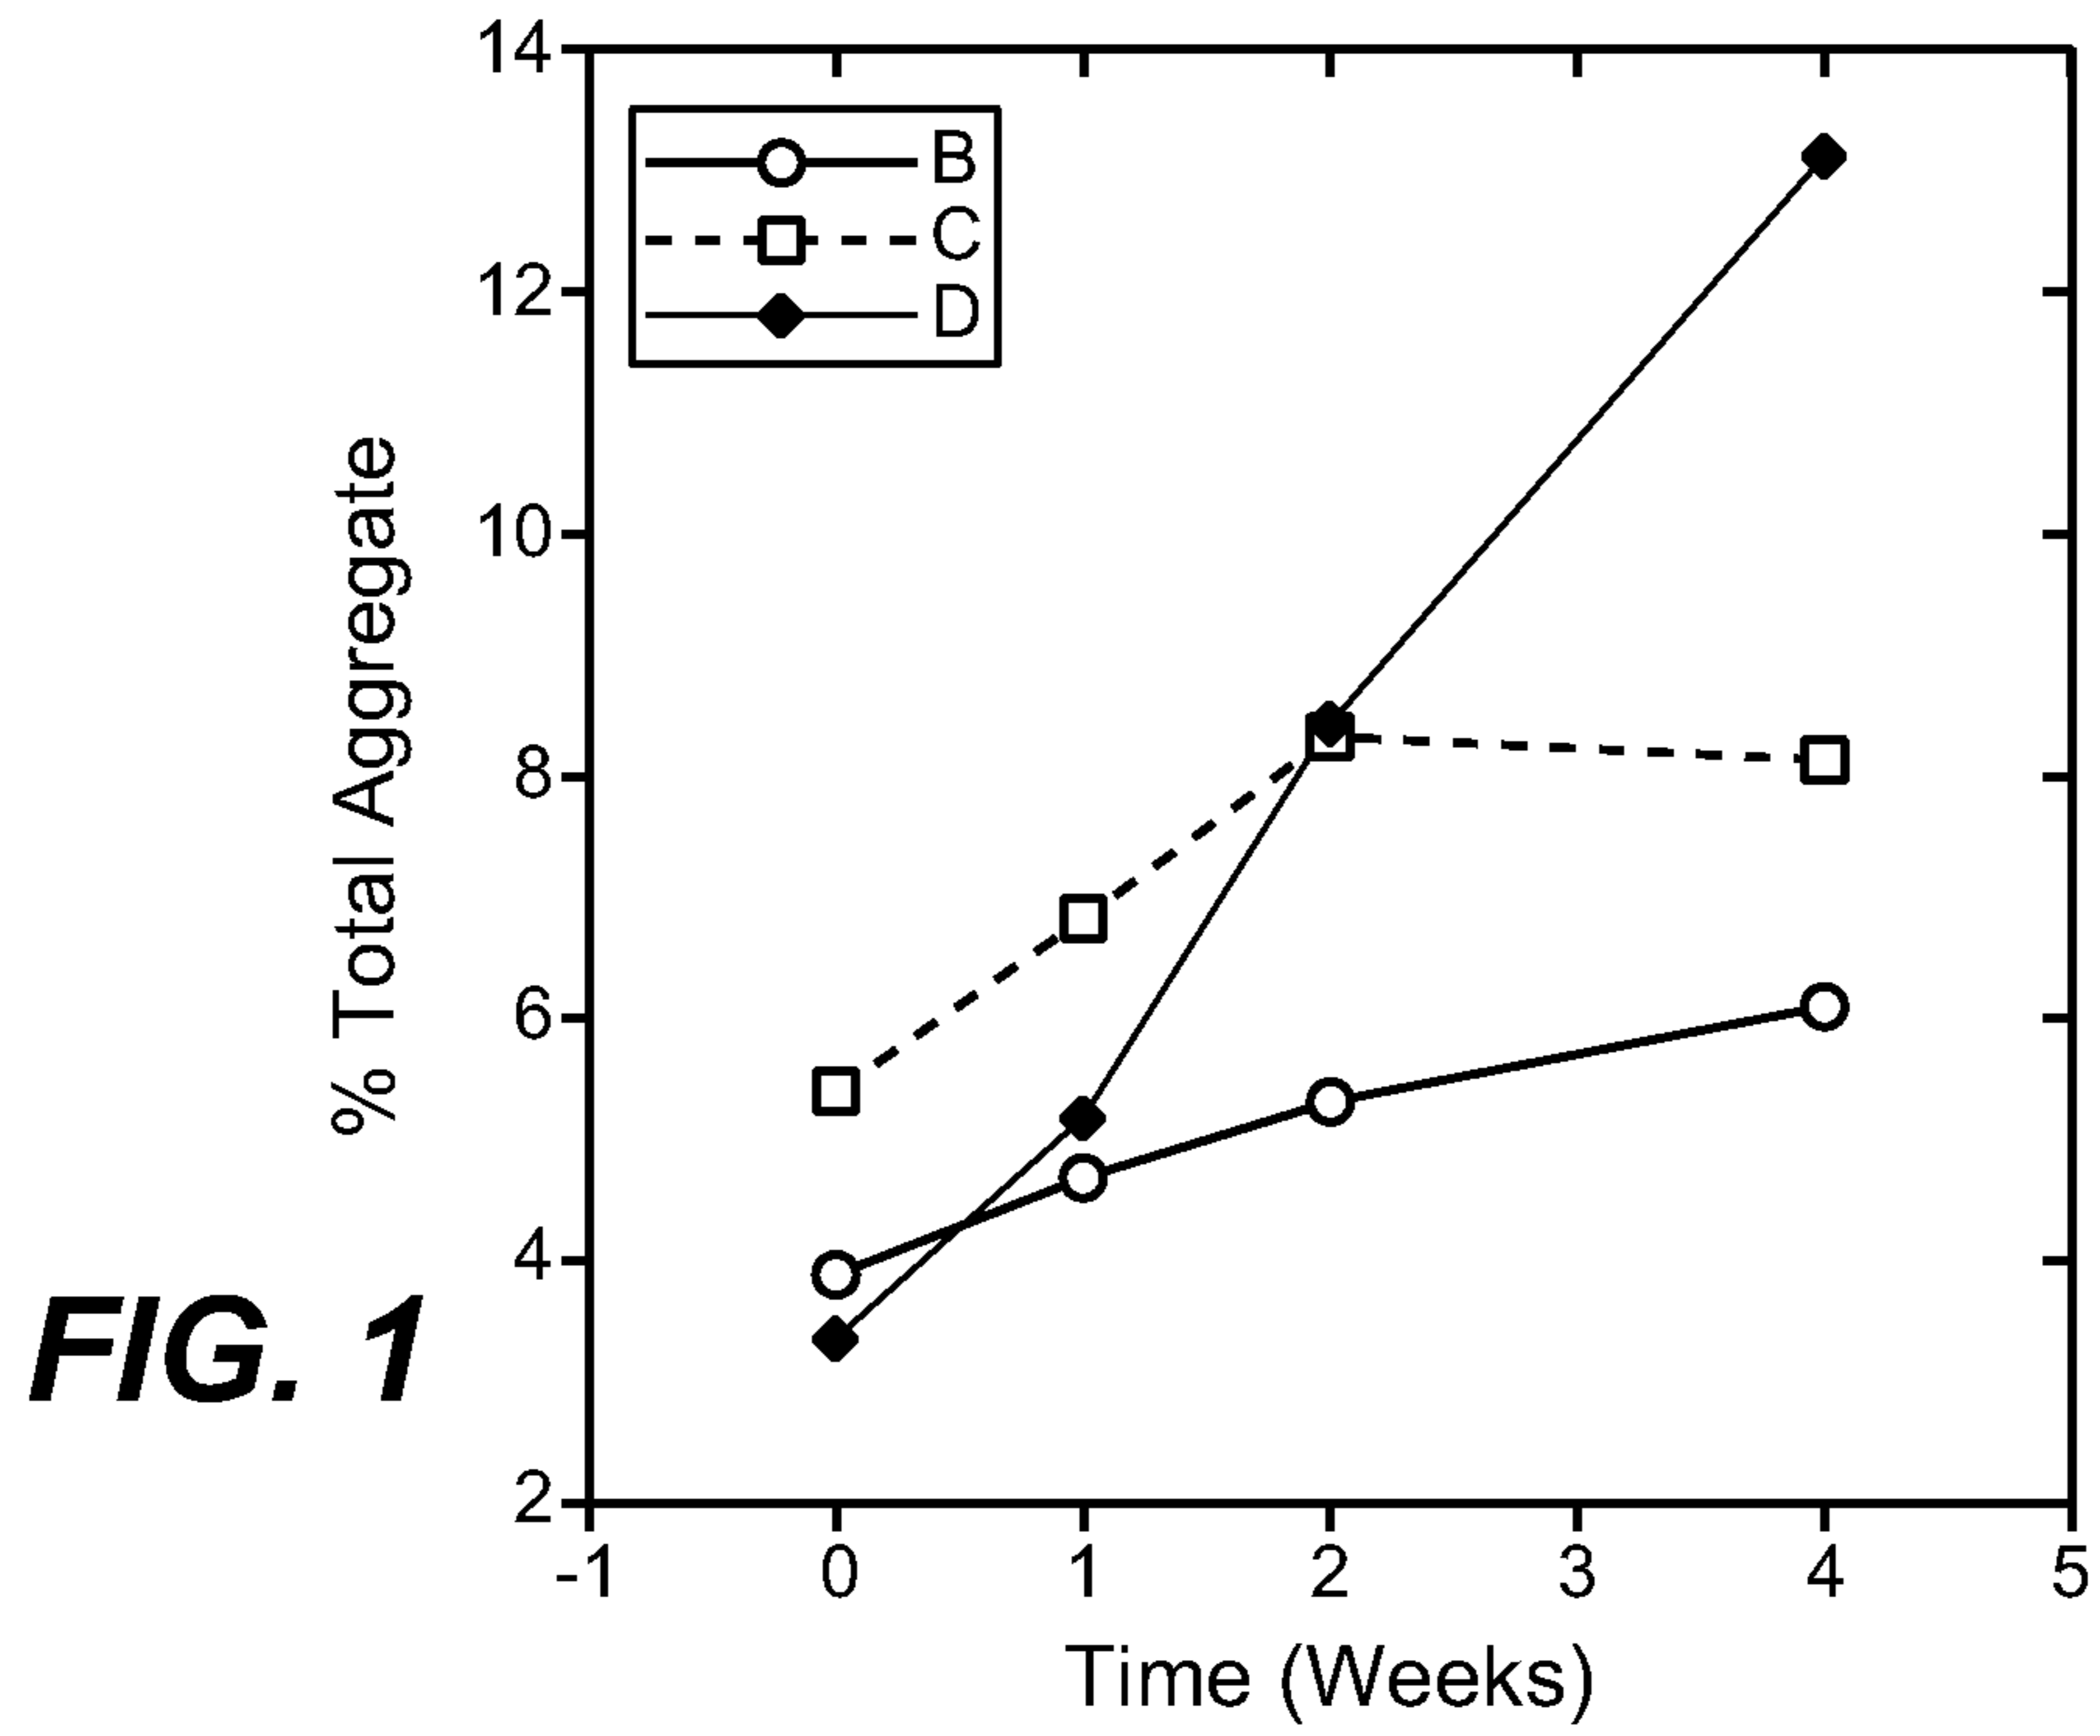 14
12
10
8
6
4
2
B
C
D
% Total Aggregate
-1 0 1 2 3 4 5
Time (Weeks)
FIG. 1